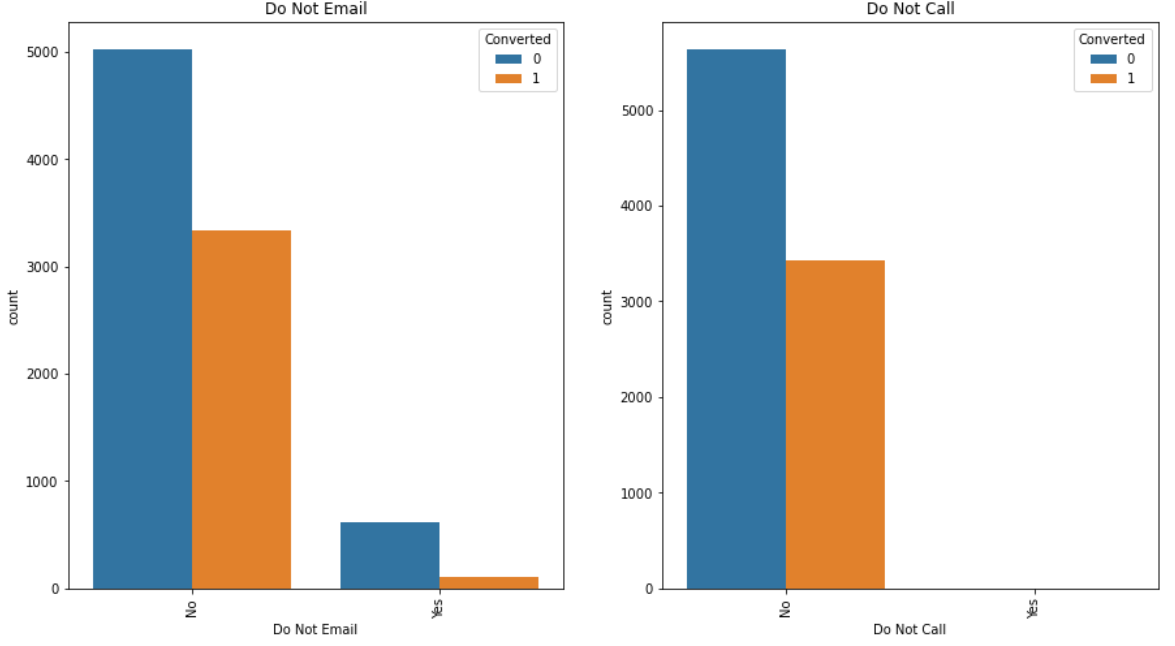 Do Not Email
Converted
0
1
5000
4000
3000
2000
1000
0
count
No
Yes
Do Not Email
Do Not Call
Converted
0
1
5000
4000
3000
2000
1000
0
count
No
Yes
Do Not Call